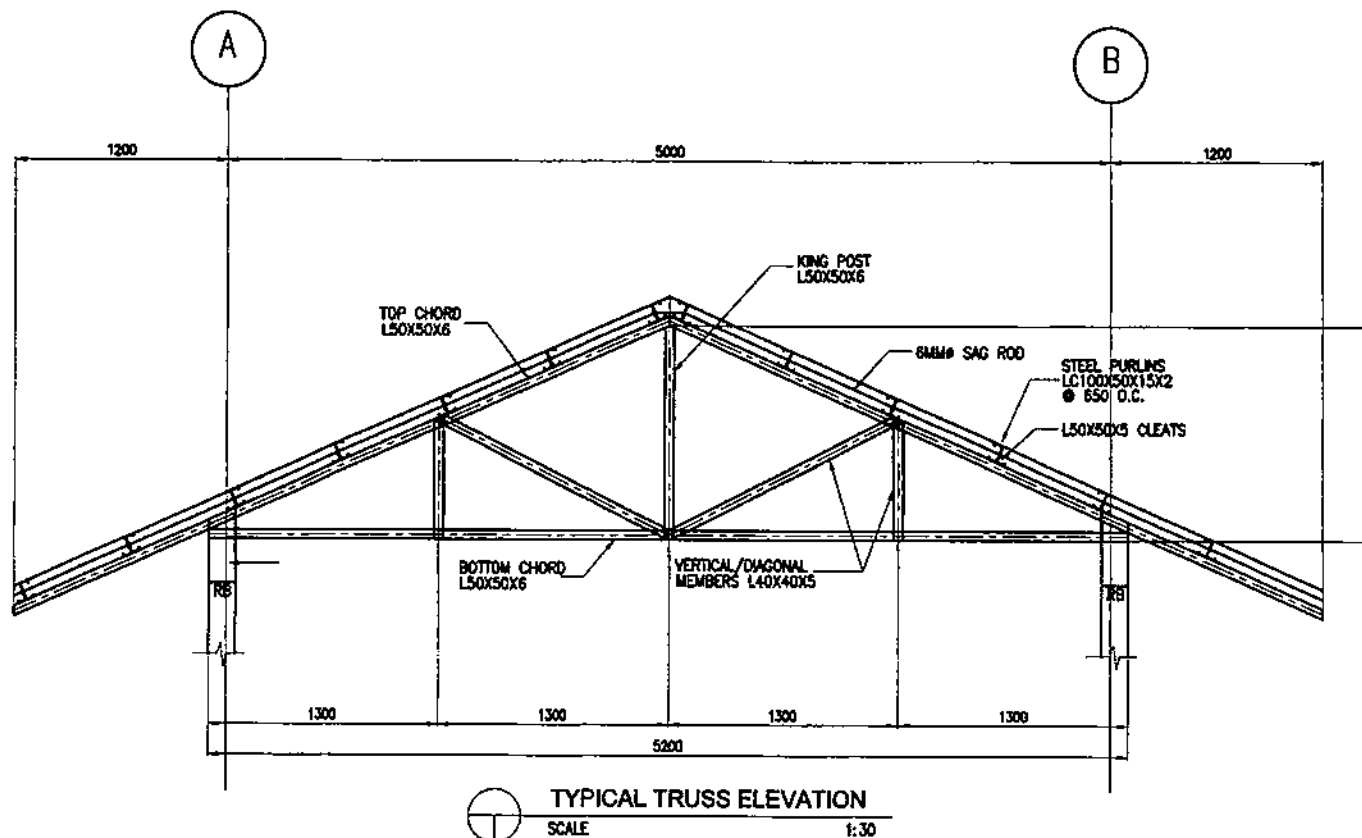 A
B
1200
5000
1200
KING POST
L50X50X6
TOP CHORD
L50X50X6
6MMø SAG ROD
STEEL PURLINS
LC100X50X15X2
@ 650 O.C.
L50X50X5 CLEATS
BOTTOM CHORD
L50X50X6
VERTICAL/DIAGONAL
MEMBERS L40X40X5
RB
RB
1300
1300
1300
1300
5200
TYPICAL TRUSS ELEVATION
SCALE
1:30